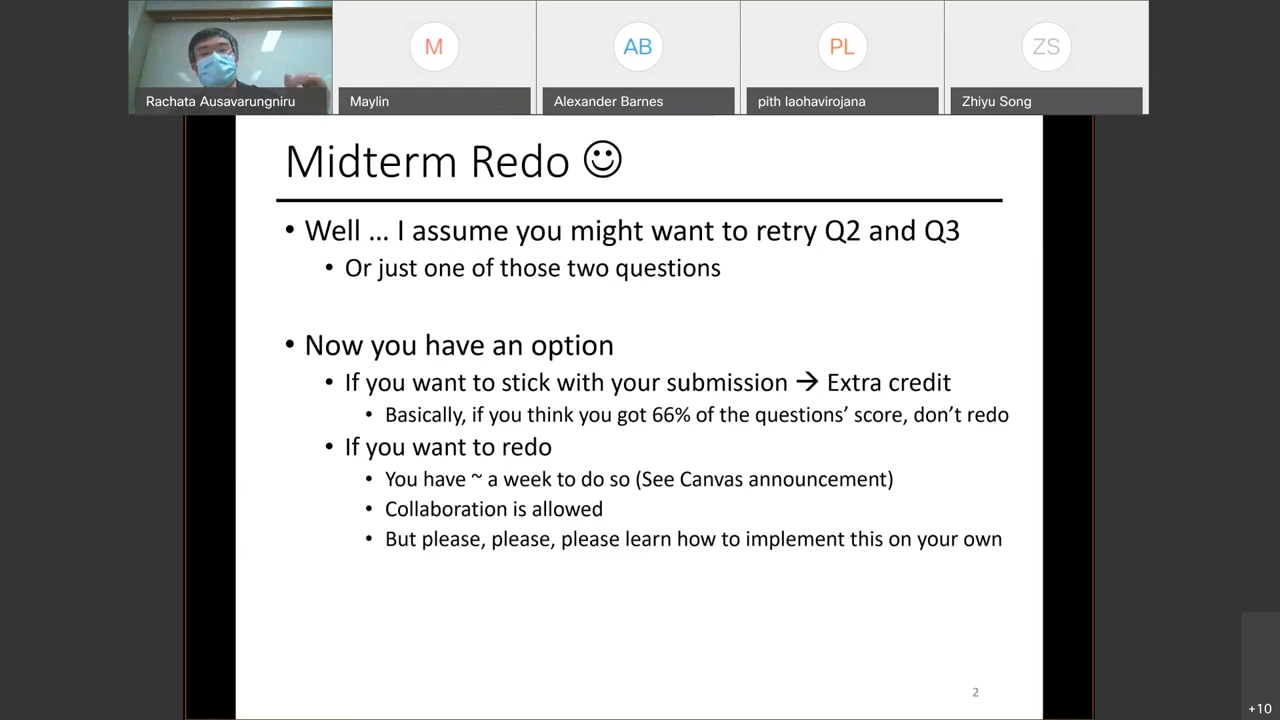 M
AB
PL
ZS
Rachata Ausavarungniru
Maylin
Alexander Barnes
pith laohavirojana
Zhiyu Song
Midterm Redo ☺
• Well … I assume you might want to retry Q2 and Q3
• Or just one of those two questions
• Now you have an option
• If you want to stick with your submission → Extra credit
• Basically, if you think you got 66% of the questions’ score, don’t redo
• If you want to redo
• You have ~ a week to do so (See Canvas announcement)
• Collaboration is allowed
• But please, please, please learn how to implement this on your own
2
+10